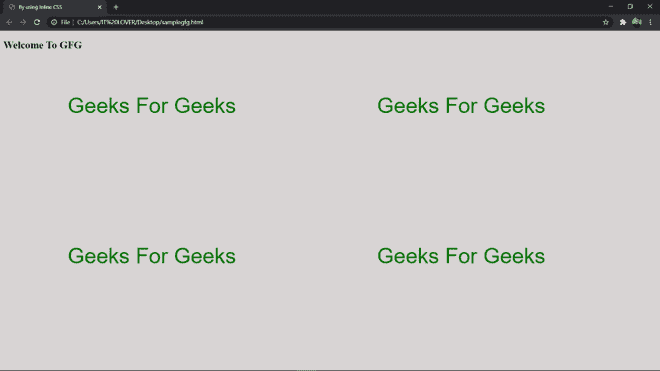 By using Inline CSS
File | C:/Users/IT%20LOVER/Desktop/samplegfg.html
Welcome To GFG
Geeks For Geeks Geeks For Geeks
Geeks For Geeks Geeks For Geeks